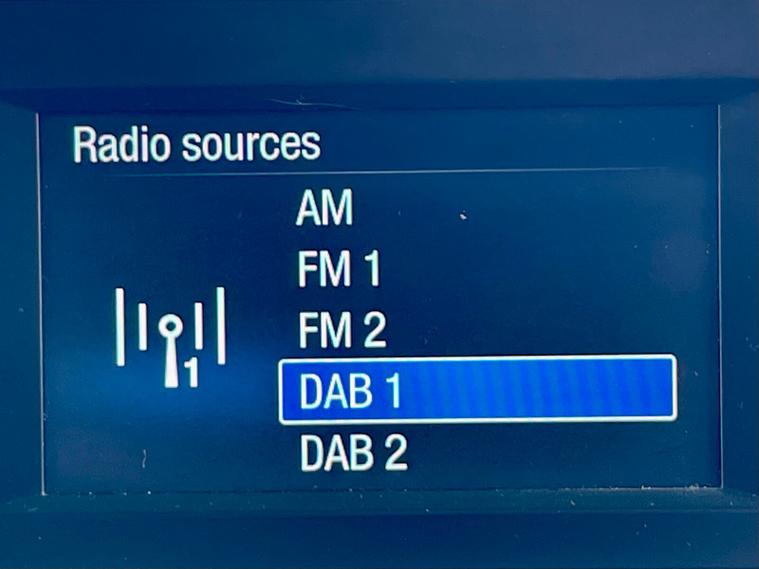 Radio sources
AM
FM 1
FM 2
1
DAB 1
DAB 2